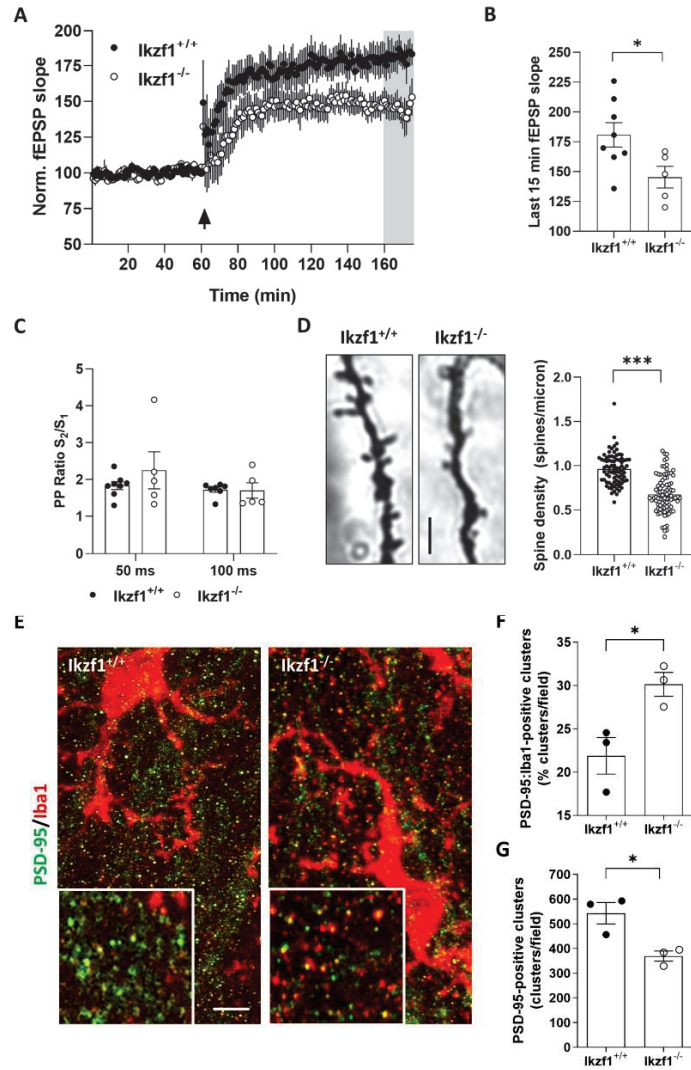 A
Norm. fEPSP slope
200
175
150
125
100
75
50
Ikzf1+/+
Ikzf1-/-
20 40 60 80 100 120 140 160
Time (min)
B
Last 15 min fEPSP slope
250
225
200
175
150
125
100
*
Ikzf1+/+ Ikzf1-/-
C
PP Ratio S2/S1
5
4
3
2
1
0
50 ms 100 ms
Ikzf1+/+ Ikzf1-/-
D
Ikzf1+/+ Ikzf1-/-
Spine density (spines/micron)
2.0
1.5
1.0
0.5
0.0
***
Ikzf1+/+ Ikzf1-/-
E
PSD-95/Iba1
Ikzf1+/+ Ikzf1-/-
F
PSD-95:Iba1-positive clusters
(% clusters/field)
35
30
25
20
15
*
Ikzf1+/+ Ikzf1-/-
G
PSD-95-positive clusters
(clusters/field)
700
600
500
400
300
200
100
0
*
Ikzf1+/+ Ikzf1-/-